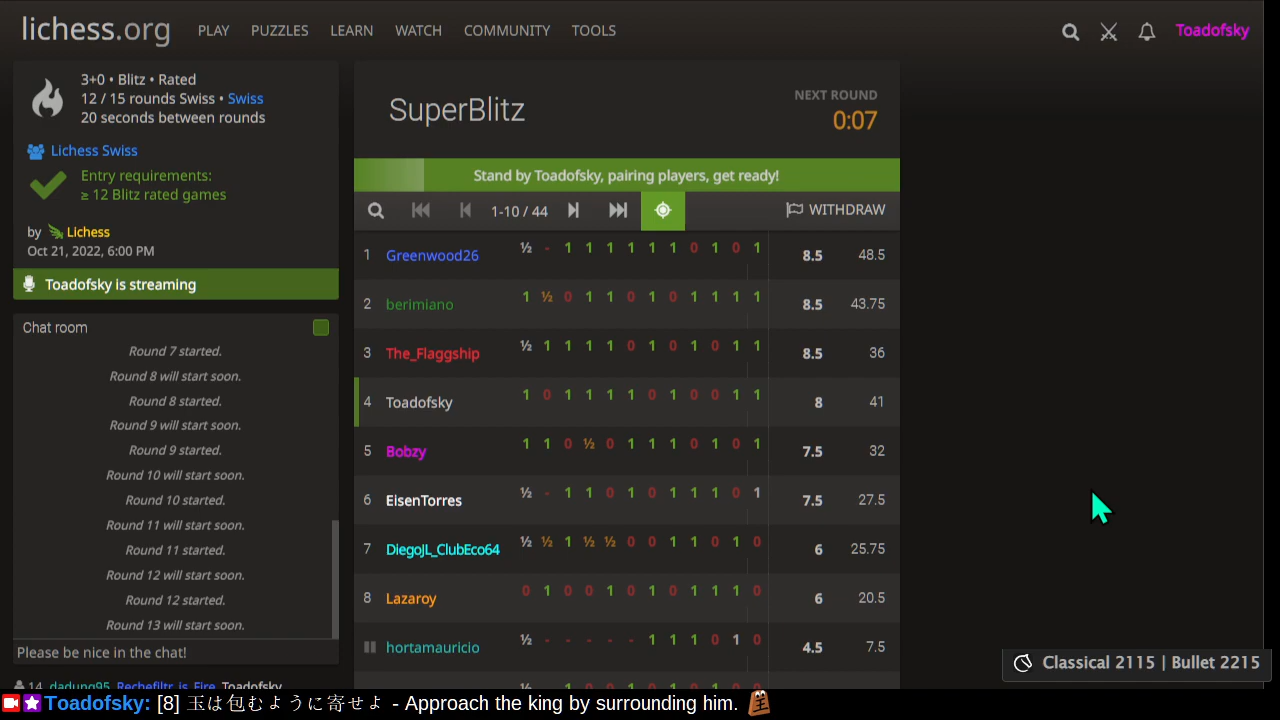 lichess.org PLAY PUZZLES LEARN WATCH COMMUNITY TOOLS Toadofsky
3+0 • Blitz • Rated
12 / 15 rounds Swiss • Swiss
20 seconds between rounds
Lichess Swiss
Entry requirements:
≥ 12 Blitz rated games
by Lichess
Oct 21, 2022, 6:00 PM
Toadofsky is streaming
Chat room
Round 7 started.
Round 8 will start soon.
Round 8 started.
Round 9 will start soon.
Round 9 started.
Round 10 will start soon.
Round 10 started.
Round 11 will start soon.
Round 11 started.
Round 12 will start soon.
Round 12 started.
Round 13 will start soon.
Please be nice in the chat!
14 dadung95, Rechefiltr_is_Fire, Toadofsky
SuperBlitz
NEXT ROUND
0:07
Stand by Toadofsky, pairing players, get ready!
1-10 / 44 WITHDRAW
1 Greenwood26 ½ - 1 1 1 1 1 1 0 1 0 1 8.5 48.5
2 berimiano 1 ½ 0 1 1 0 1 0 1 1 1 1 8.5 43.75
3 The_Flaggship ½ 1 1 1 1 0 1 0 1 0 1 1 8.5 36
4 Toadofsky 1 0 1 1 1 1 0 1 0 0 1 1 8 41
5 Bobzy 1 1 0 ½ 0 1 1 1 1 0 0 1 7.5 32
6 EisenTorres ½ - 1 1 0 1 0 1 1 1 0 1 7.5 27.5
7 DiegoJL_ClubEco64 ½ ½ 1 ½ ½ 0 0 1 1 0 1 0 6 25.75
8 Lazaroy 0 1 0 0 1 0 1 0 1 1 1 0 6 20.5
hortamauricio ½ - - - - - 1 1 1 0 1 0 4.5 7.5
Classical 2115 | Bullet 2215
Toadofsky: [8] 玉は包むように寄せよ - Approach the king by surrounding him.